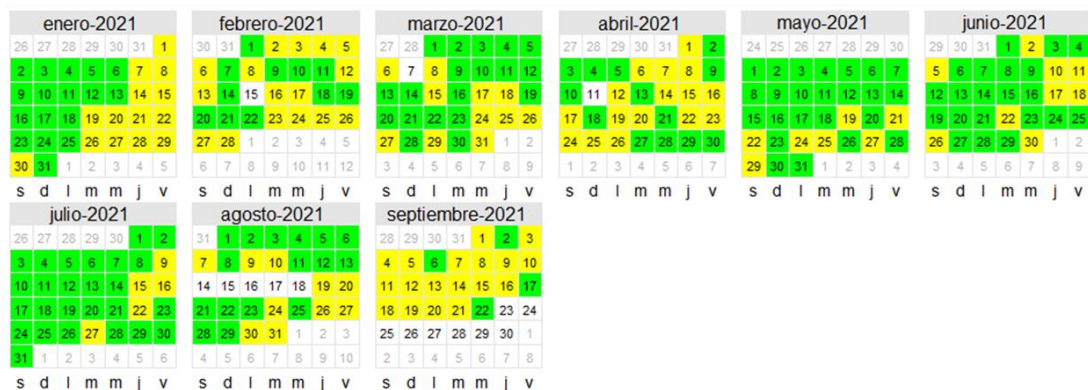 enero-2021
26 27 28 29 30 31 1
2 3 4 5 6 7 8
9 10 11 12 13 14 15
16 17 18 19 20 21 22
23 24 25 26 27 28 29
30 31 1 2 3 4 5
s d l m m j v
febrero-2021
30 31 1 2 3 4 5
6 7 8 9 10 11 12
13 14 15 16 17 18 19
20 21 22 23 24 25 26
27 28 1 2 3 4 5
6 7 8 9 10 11 12
s d l m m j v
marzo-2021
27 28 1 2 3 4 5
6 7 8 9 10 11 12
13 14 15 16 17 18 19
20 21 22 23 24 25 26
27 28 29 30 31 1 2
3 4 5 6 7 8 9
s d l m m j v
abril-2021
27 28 29 30 31 1 2
3 4 5 6 7 8 9
10 11 12 13 14 15 16
17 18 19 20 21 22 23
24 25 26 27 28 29 30
1 2 3 4 5 6 7
s d l m m j v
mayo-2021
24 25 26 27 28 29 30
1 2 3 4 5 6 7
8 9 10 11 12 13 14
15 16 17 18 19 20 21
22 23 24 25 26 27 28
29 30 31 1 2 3 4
s d l m m j v
junio-2021
29 30 31 1 2 3 4
5 6 7 8 9 10 11
12 13 14 15 16 17 18
19 20 21 22 23 24 25
26 27 28 29 30 1 2
3 4 5 6 7 8 9
s d l m m j v
julio-2021
26 27 28 29 30 1 2
3 4 5 6 7 8 9
10 11 12 13 14 15 16
17 18 19 20 21 22 23
24 25 26 27 28 29 30
31 1 2 3 4 5 6
s d l m m j v
agosto-2021
31 1 2 3 4 5 6
7 8 9 10 11 12 13
14 15 16 17 18 19 20
21 22 23 24 25 26 27
28 29 30 31 1 2 3
4 5 6 7 8 9 10
s d l m m j v
septiembre-2021
28 29 30 31 1 2 3
4 5 6 7 8 9 10
11 12 13 14 15 16 17
18 19 20 21 22 23 24
25 26 27 28 29 30 1
2 3 4 5 6 7 8
s d l m m j v